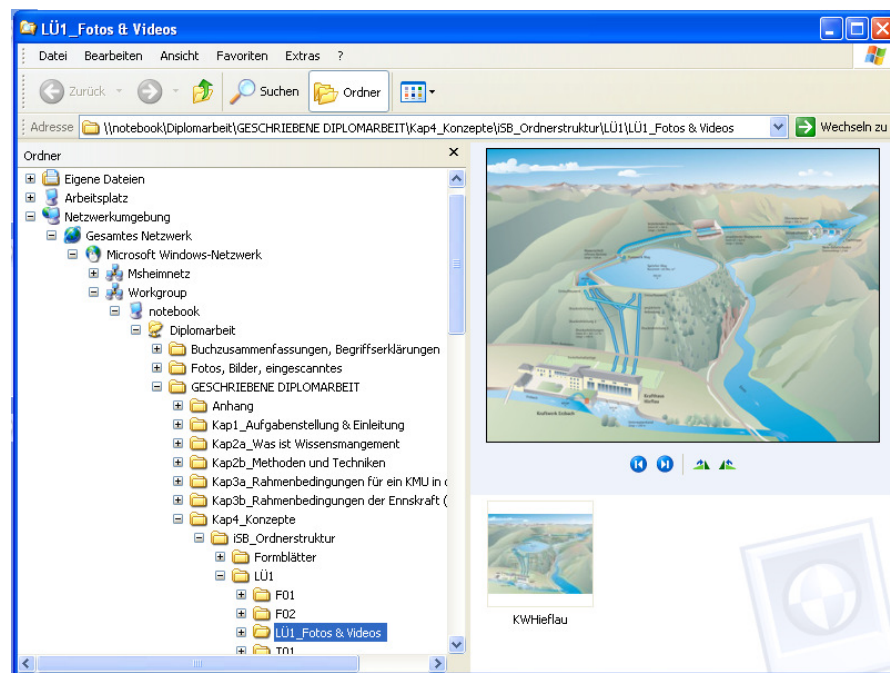 LÜ1_Fotos & Videos
Datei Bearbeiten Ansicht Favoriten Extras ?
Zurück Suchen Ordner
Adresse \\notebook\Diplomarbeit\GESCHRIEBENE DIPLOMARBEIT\Kap4_Konzepte\iSB_Ordnerstruktur\LÜ1\LÜ1_Fotos & Videos Wechseln zu
Ordner
Eigene Dateien
Arbeitsplatz
Netzwerkumgebung
Gesamtes Netzwerk
Microsoft Windows-Netzwerk
Msheimnetz
Workgroup
notebook
Diplomarbeit
Buchzusammenfassungen, Begriffserklärungen
Fotos, Bilder, eingescanntes
GESCHRIEBENE DIPLOMARBEIT
Anhang
Kap1_Aufgabenstellung & Einleitung
Kap2a_Was ist Wissensmangement
Kap2b_Methoden und Techniken
Kap3a_Rahmenbedingungen für ein KMU in
Kap3b_Rahmenbedingungen der Ennskraft (
Kap4_Konzepte
iSB_Ordnerstruktur
Formblätter
LÜ1
F01
F02
LÜ1_Fotos & Videos
T01
Krafthaus
Hieflau
KWHieflau